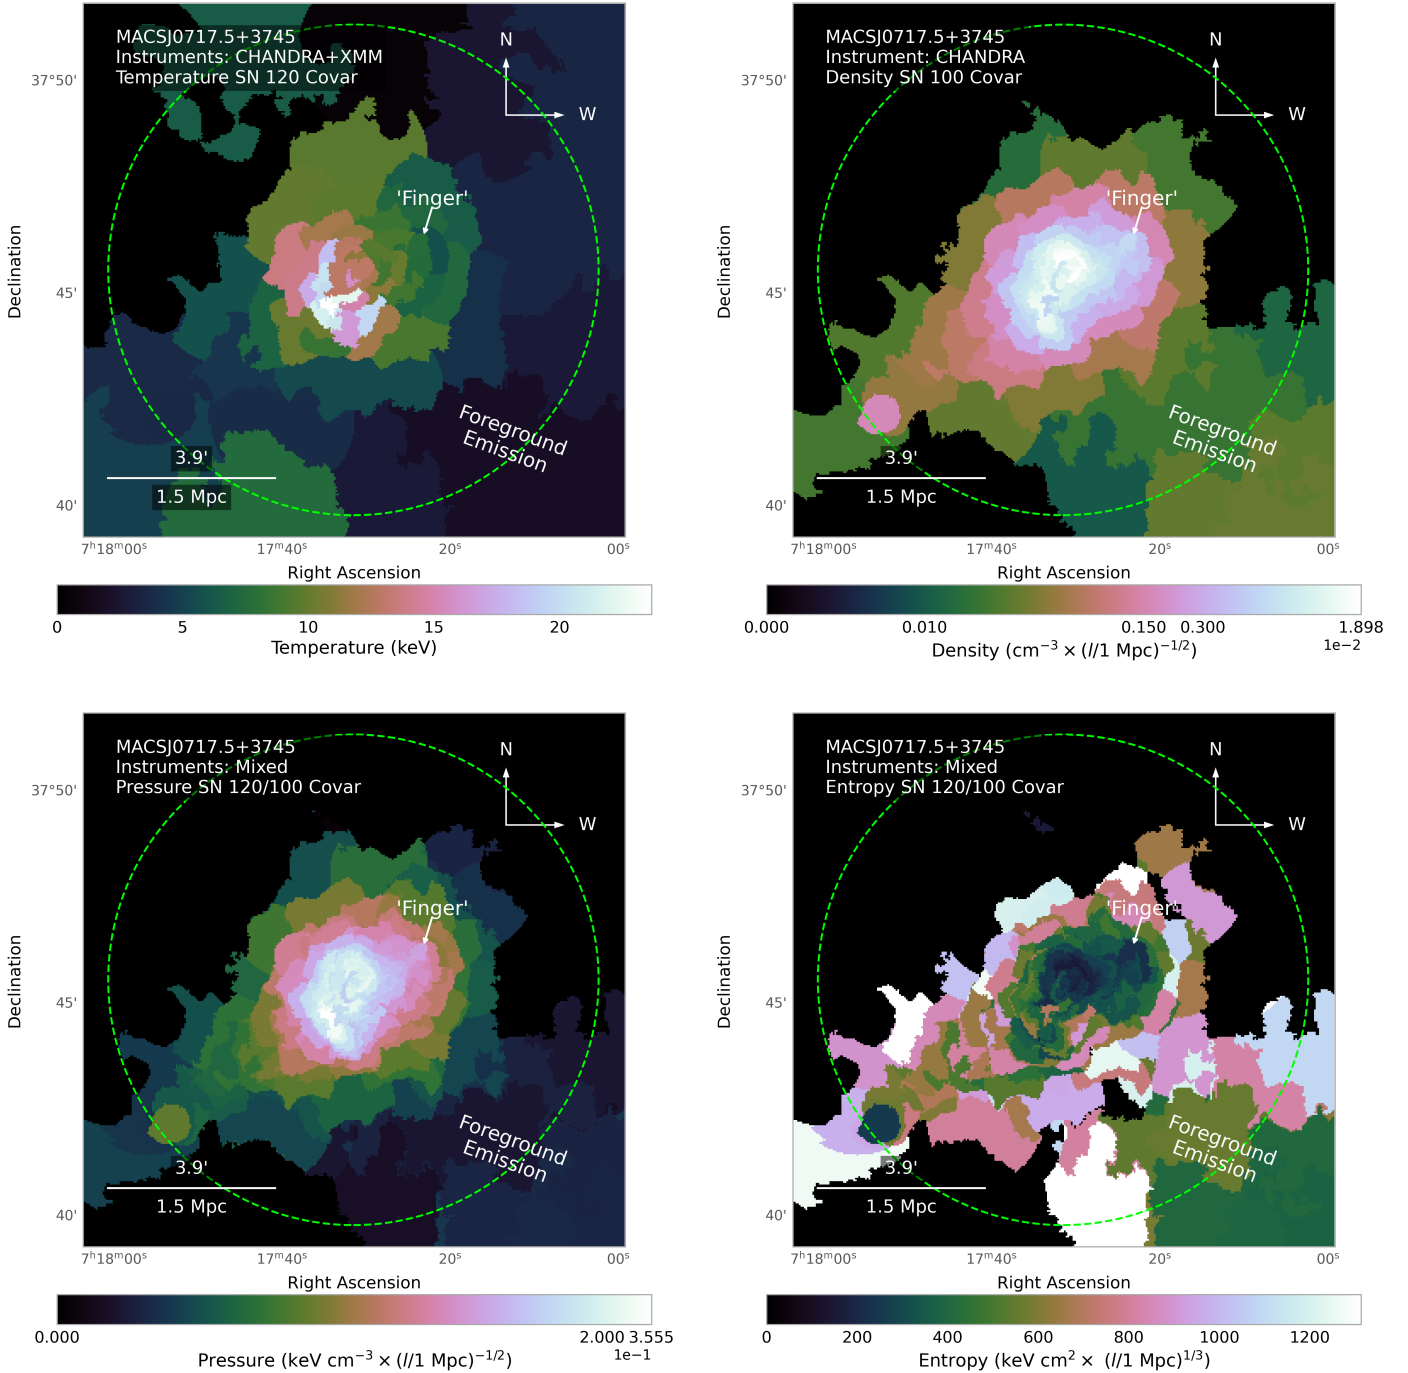 MACSJ0717.5+3745
Instruments: CHANDRA+XMM
Temperature SN 120 Covar
N
W
'Finger'
Foreground
Emission
3.9'
1.5 Mpc
37°50'
45'
40'
Declination
7ʰ18ᵐ00ˢ 17ᵐ40ˢ 20ˢ 00ˢ
Right Ascension
0 5 10 15 20
Temperature (keV)
MACSJ0717.5+3745
Instrument: CHANDRA
Density SN 100 Covar
N
W
'Finger'
Foreground
Emission
3.9'
1.5 Mpc
37°50'
45'
40'
Declination
7ʰ18ᵐ00ˢ 17ᵐ40ˢ 20ˢ 00ˢ
Right Ascension
0.000 0.010 0.150 0.300 1.898
1e−2
Density (cm⁻³ × (l/1 Mpc)⁻¹ᐟ²)
MACSJ0717.5+3745
Instruments: Mixed
Pressure SN 120/100 Covar
N
W
'Finger'
Foreground
Emission
3.9'
1.5 Mpc
37°50'
45'
40'
Declination
7ʰ18ᵐ00ˢ 17ᵐ40ˢ 20ˢ 00ˢ
Right Ascension
0.000 2.000 3.555
1e−1
Pressure (keV cm⁻³ × (l/1 Mpc)⁻¹ᐟ²)
MACSJ0717.5+3745
Instruments: Mixed
Entropy SN 120/100 Covar
N
W
'Finger'
Foreground
Emission
3.9'
1.5 Mpc
37°50'
45'
40'
Declination
7ʰ18ᵐ00ˢ 17ᵐ40ˢ 20ˢ 00ˢ
Right Ascension
0 200 400 600 800 1000 1200
Entropy (keV cm² × (l/1 Mpc)¹ᐟ³)